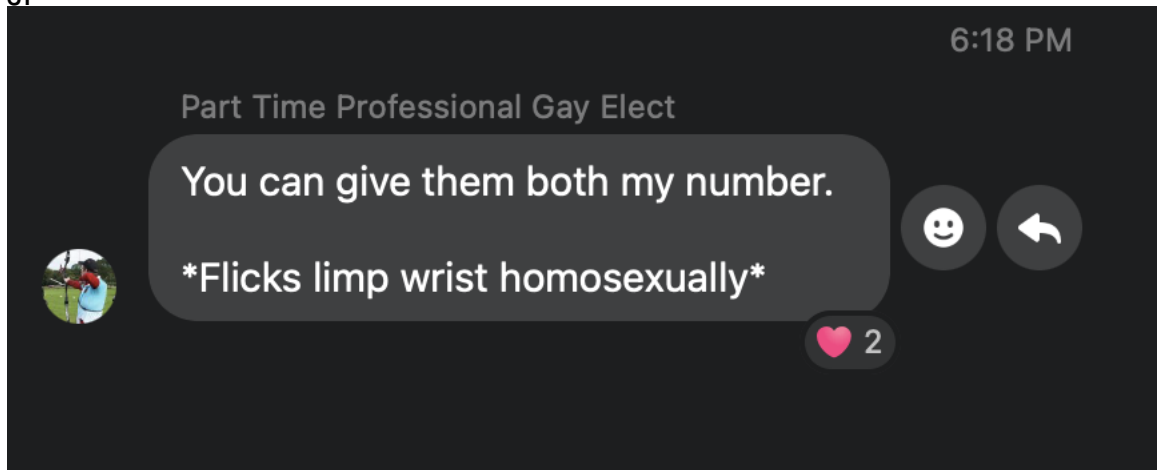 6:18 PM
Part Time Professional Gay Elect
You can give them both my number.
*Flicks limp wrist homosexually*
2